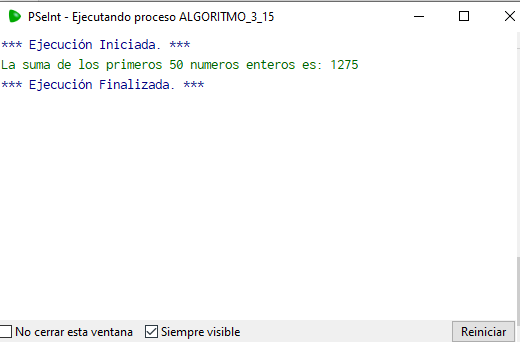 PSeInt - Ejecutando proceso ALGORITMO_3_15
*** Ejecución Iniciada. ***
La suma de los primeros 50 numeros enteros es: 1275
*** Ejecución Finalizada. ***
No cerrar esta ventana
Siempre visible
Reiniciar